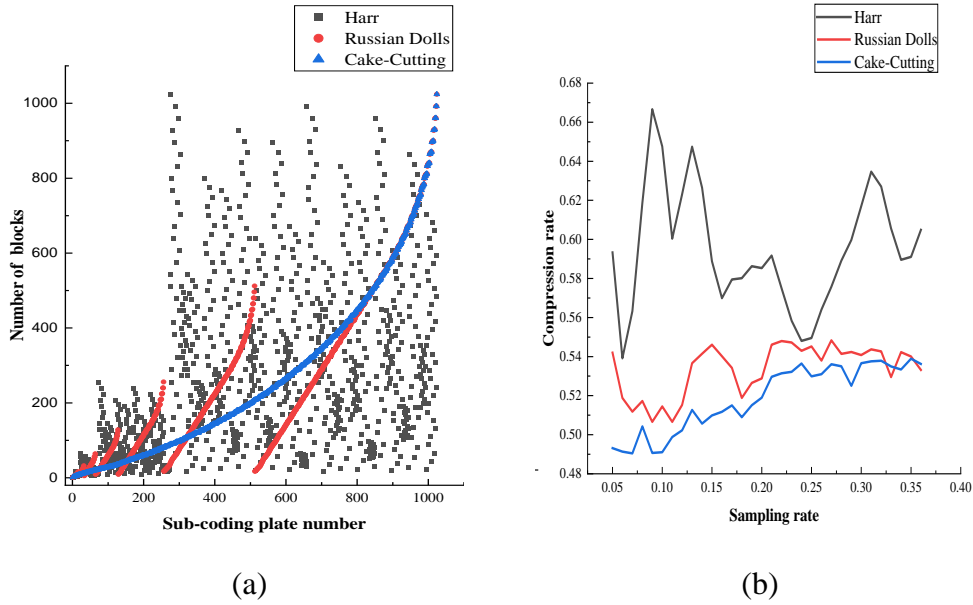 Harr
Russian Dolls
Cake-Cutting
1000
800
600
400
200
0
Number of blocks
0 200 400 600 800 1000
Sub-coding plate number
(a)
Harr
Russian Dolls
Cake-Cutting
0.68
0.66
0.64
0.62
0.60
0.58
0.56
0.54
0.52
0.50
0.48
Compression rate
0.05 0.10 0.15 0.20 0.25 0.30 0.35 0.40
Sampling rate
(b)